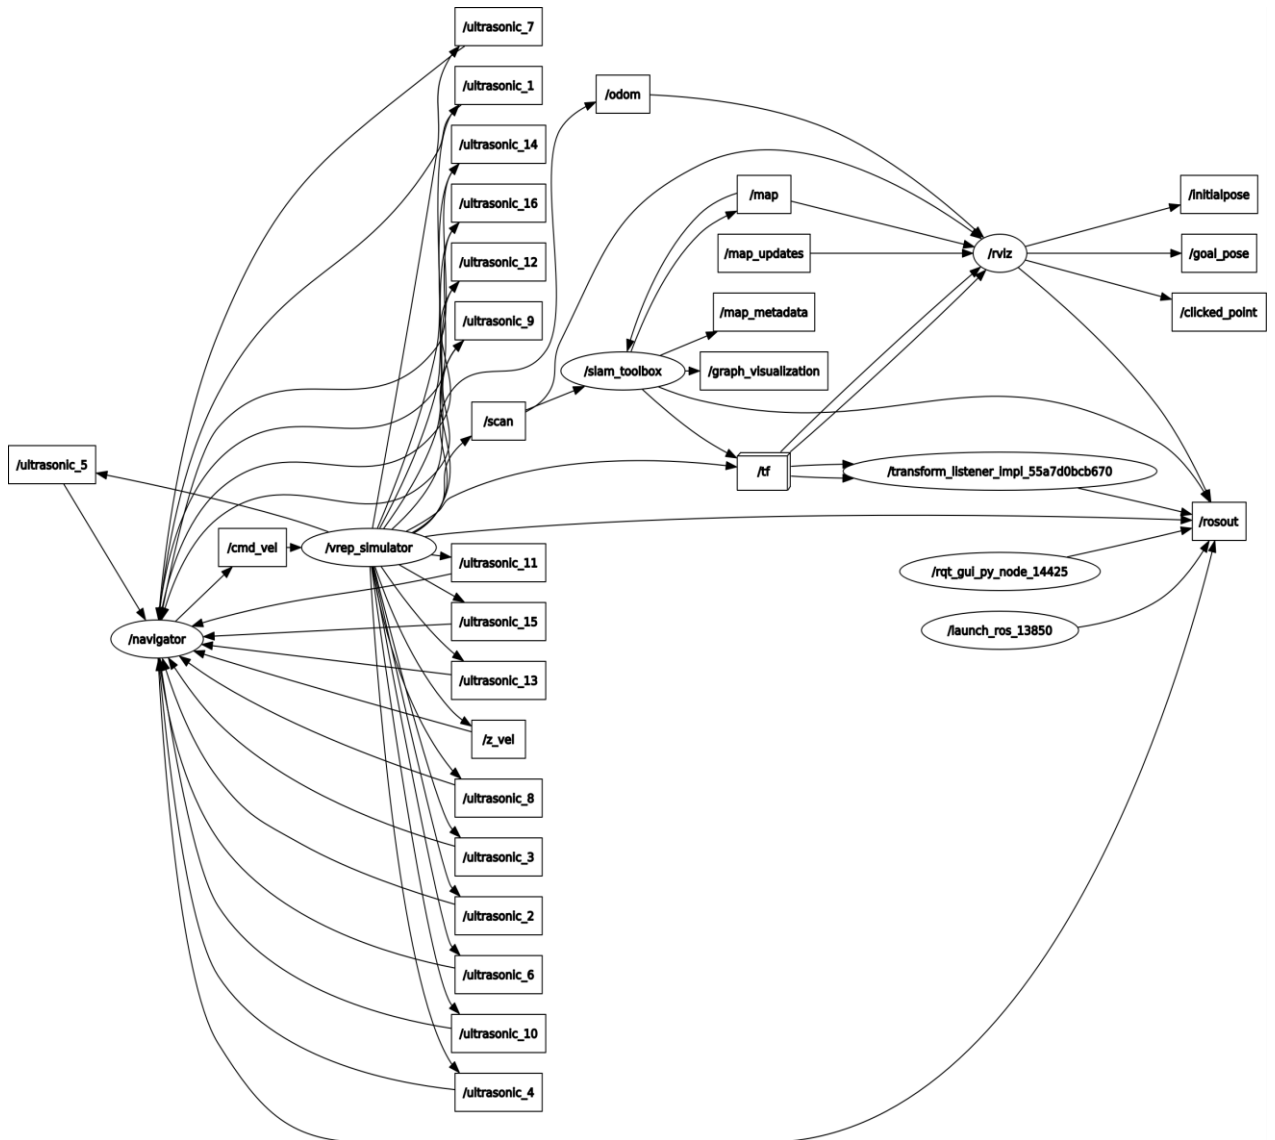 /ultrasonic_7
/ultrasonic_1
/odom
/ultrasonic_14
/map
/initialpose
/ultrasonic_16
/map_updates
/rviz
/goal_pose
/ultrasonic_12
/map_metadata
/clicked_point
/ultrasonic_9
/slam_toolbox
/graph_visualization
/scan
/ultrasonic_5
/tf
/transform_listener_impl_55a7d0bcb670
/rosout
/cmd_vel
/vrep_simulator
/ultrasonic_11
/rqt_gui_py_node_14425
/ultrasonic_15
/launch_ros_13850
/navigator
/ultrasonic_13
/z_vel
/ultrasonic_8
/ultrasonic_3
/ultrasonic_2
/ultrasonic_6
/ultrasonic_10
/ultrasonic_4